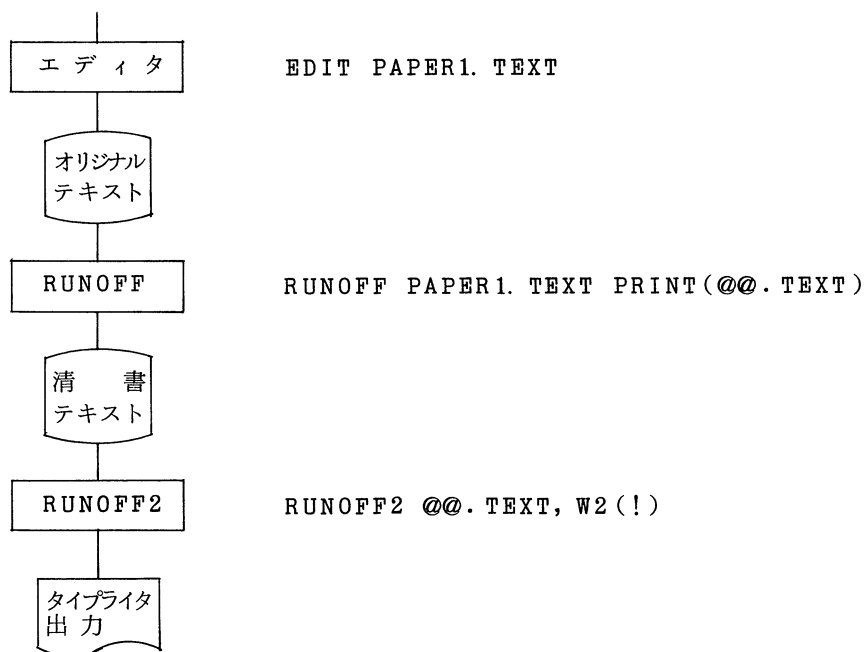 エディタ
EDIT PAPER1. TEXT
オリジナル
テキスト
RUNOFF
RUNOFF PAPER1. TEXT PRINT(@@.TEXT)
清 書
テキスト
RUNOFF2
RUNOFF2 @@.TEXT, W2(!)
タイプライタ
出力